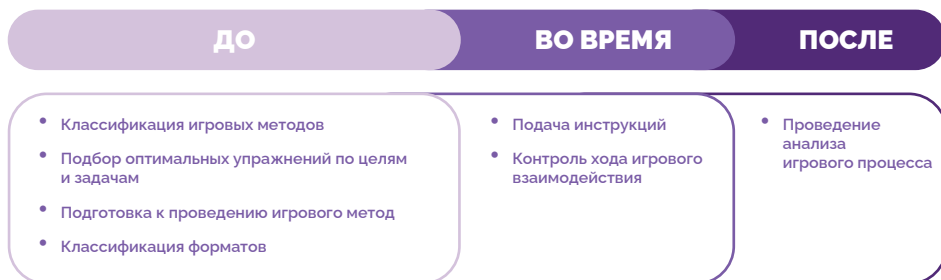 ДО
ВО ВРЕМЯ
ПОСЛЕ
• Классификация игровых методов
• Подбор оптимальных упражнений по целям
и задачам
• Подготовка к проведению игрового метод
• Классификация форматов
• Подача инструкций
• Контроль хода игрового
взаимодействия
• Проведение
анализа
игрового процесса